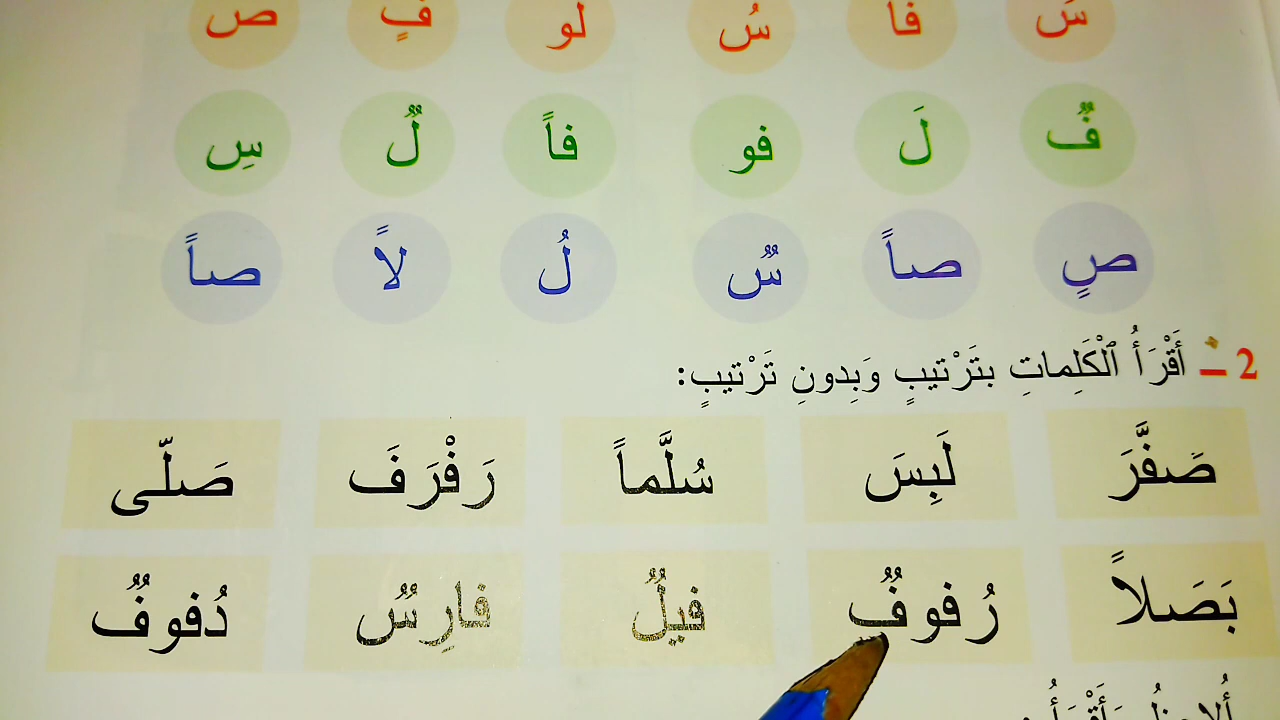 سَ فا سُ لو فٍ ص
فٌ لَ فو فاً لٌ سِ
صٍ صاً سٌ لُ لاً صاً
2 – أَقْرَأُ ٱلْكَلِماتِ بتَرْتيبٍ وَبِدونِ تَرْتيبٍ:
صَفَّرَ لَبِسَ سُلَّماً رَفْرَفَ صَلّى
بَصَلاً رُفوفٌ فيلٌ فارِسٌ دُفوفٌ